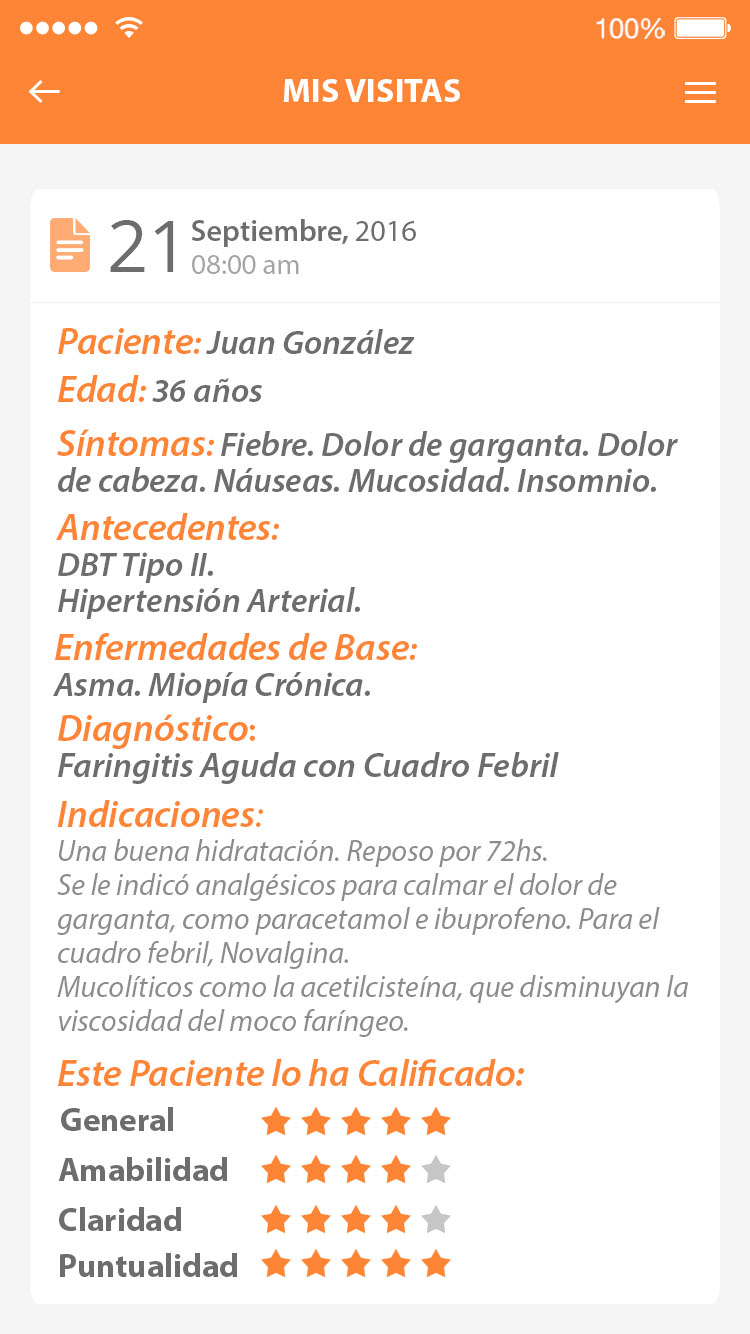 100%
MIS VISITAS
21 Septiembre, 2016
08:00 am
Paciente: Juan González
Edad: 36 años
Síntomas: Fiebre. Dolor de garganta. Dolor
de cabeza. Náuseas. Mucosidad. Insomnio.
Antecedentes:
DBT Tipo II.
Hipertensión Arterial.
Enfermedades de Base:
Asma. Miopía Crónica.
Diagnóstico:
Faringitis Aguda con Cuadro Febril
Indicaciones:
Una buena hidratación. Reposo por 72hs.
Se le indicó analgésicos para calmar el dolor de
garganta, como paracetamol e ibuprofeno. Para el
cuadro febril, Novalgina.
Mucolíticos como la acetilcisteína, que disminuyan la
viscosidad del moco faríngeo.
Este Paciente lo ha Calificado:
General
Amabilidad
Claridad
Puntualidad